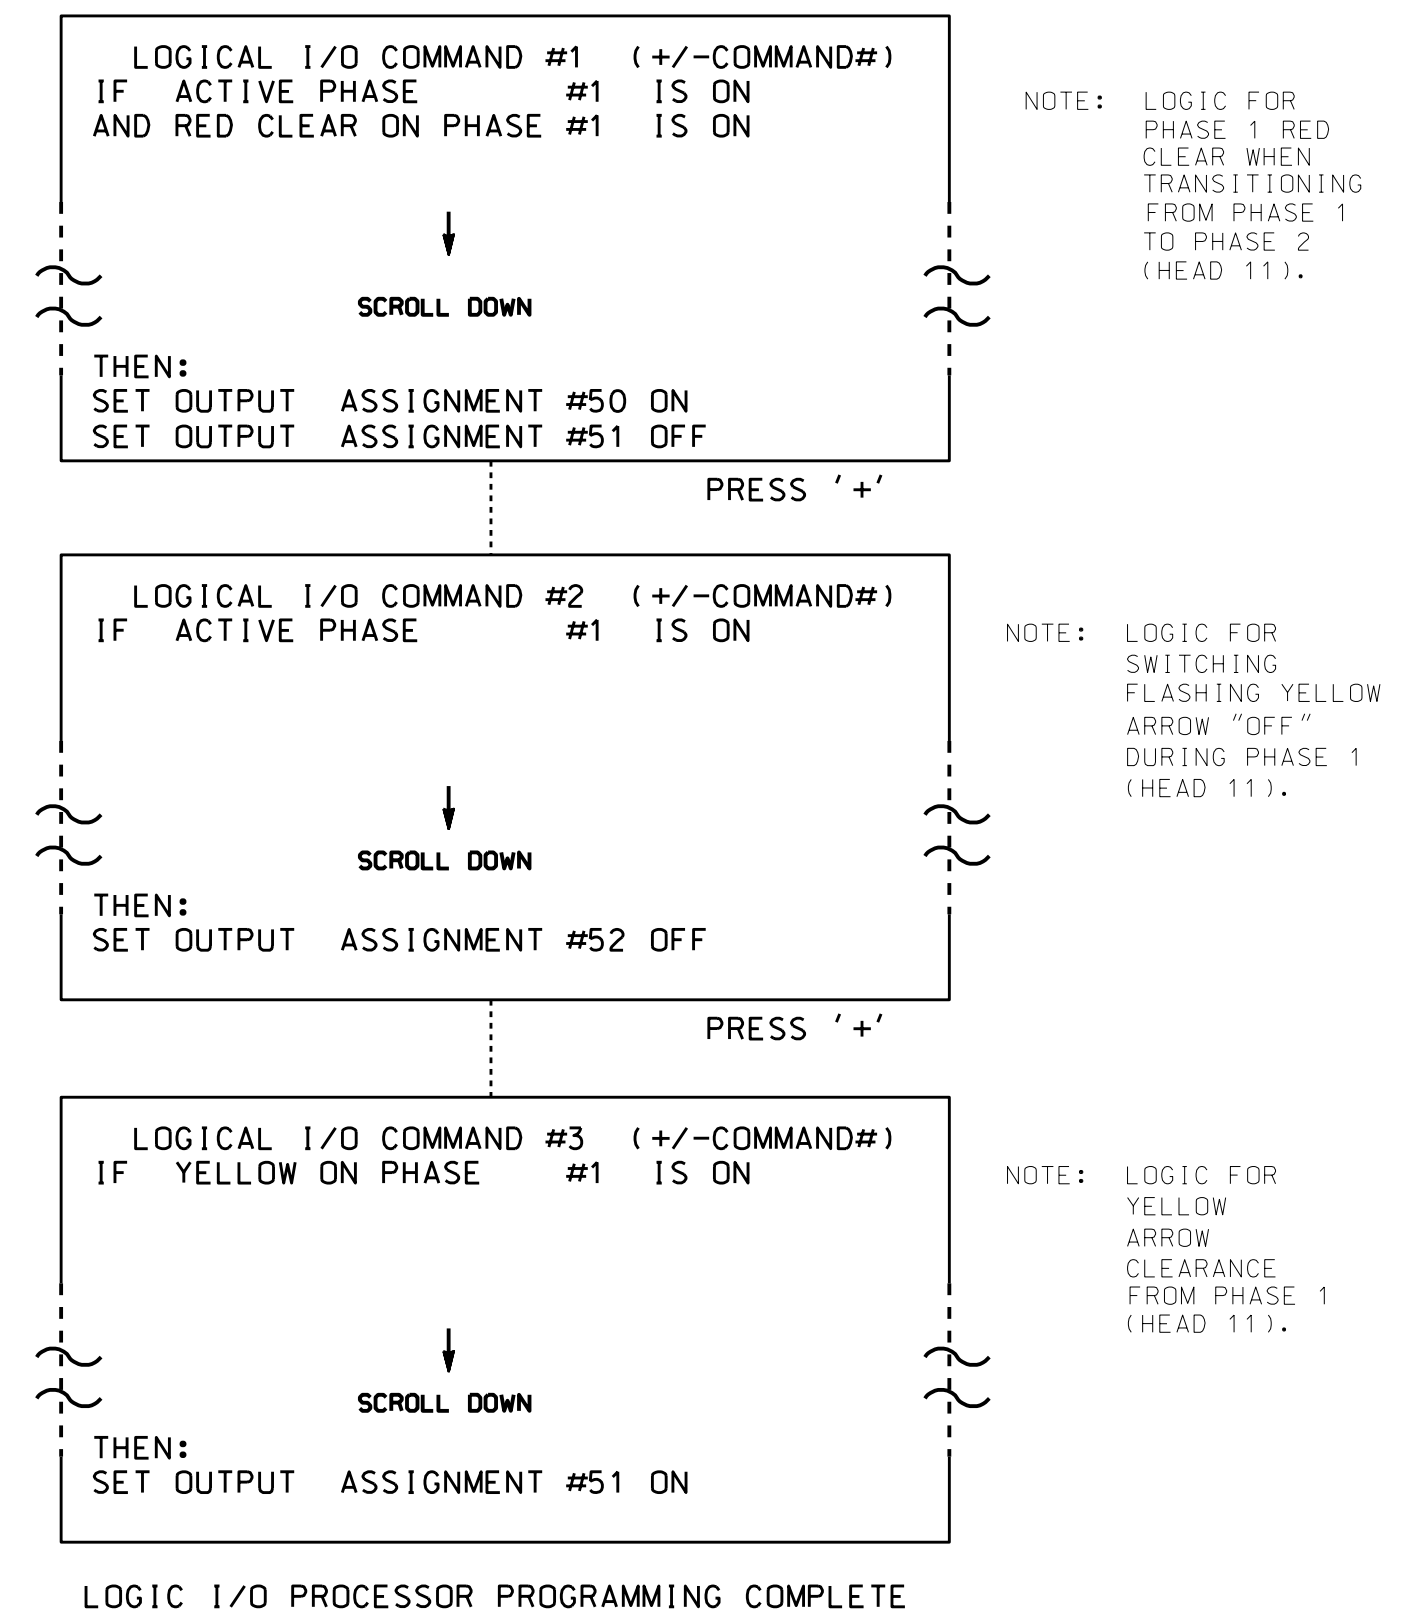 LOGICAL I/O COMMAND #1 (+/-COMMAND#)
IF ACTIVE PHASE #1 IS ON
AND RED CLEAR ON PHASE #1 IS ON
SCROLL DOWN
THEN:
SET OUTPUT ASSIGNMENT #50 ON
SET OUTPUT ASSIGNMENT #51 OFF
NOTE: LOGIC FOR
PHASE 1 RED
CLEAR WHEN
TRANSITIONING
FROM PHASE 1
TO PHASE 2
(HEAD 11).
PRESS '+'
LOGICAL I/O COMMAND #2 (+/-COMMAND#)
IF ACTIVE PHASE #1 IS ON
SCROLL DOWN
THEN:
SET OUTPUT ASSIGNMENT #52 OFF
NOTE: LOGIC FOR
SWITCHING
FLASHING YELLOW
ARROW "OFF"
DURING PHASE 1
(HEAD 11).
PRESS '+'
LOGICAL I/O COMMAND #3 (+/-COMMAND#)
IF YELLOW ON PHASE #1 IS ON
SCROLL DOWN
THEN:
SET OUTPUT ASSIGNMENT #51 ON
NOTE: LOGIC FOR
YELLOW
ARROW
CLEARANCE
FROM PHASE 1
(HEAD 11).
LOGIC I/O PROCESSOR PROGRAMMING COMPLETE